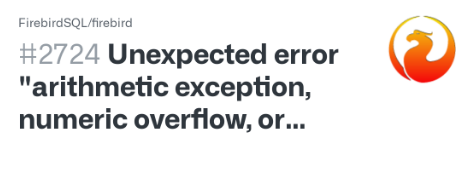 FirebirdSQL/firebird
#2724 Unexpected error
"arithmetic exception,
numeric overflow, or...